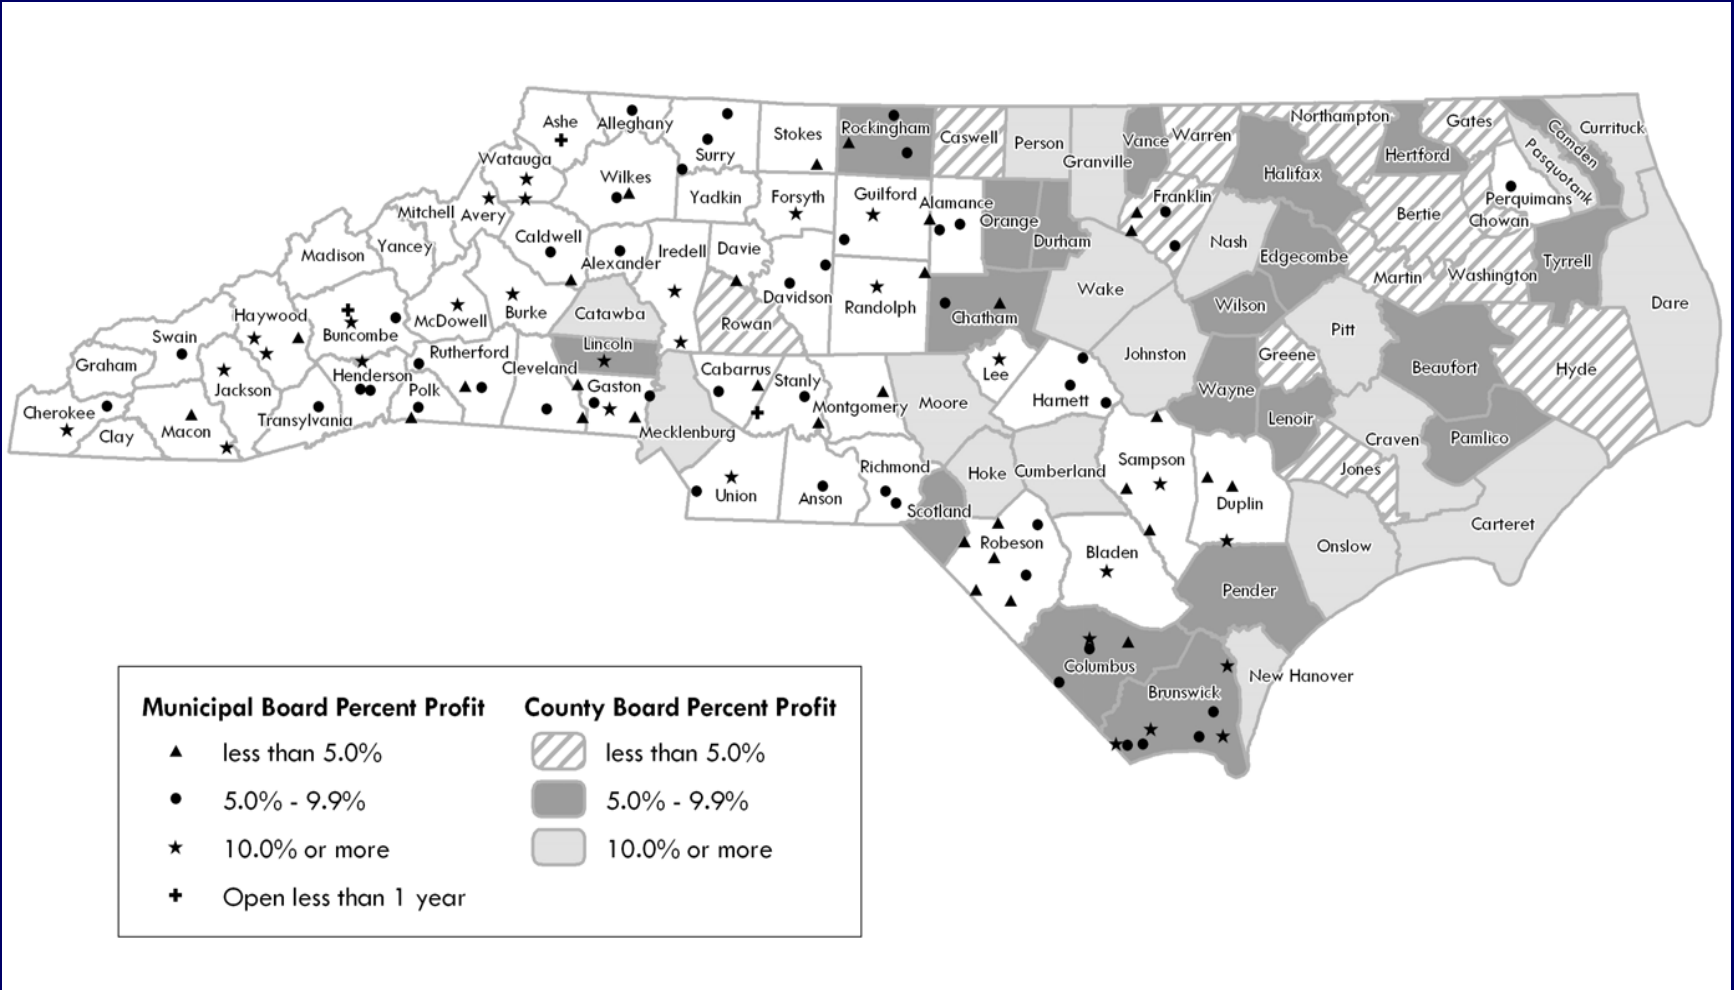 Ashe
Alleghany
Surry
Stokes
Rockingham
Caswell
Person
Granville
Vance
Warren
Northampton
Gates
Hertford
Camden
Currituck
Pasquotank
Perquimans
Chowan
Watauga
Wilkes
Yadkin
Forsyth
Guilford
Alamance
Orange
Durham
Franklin
Halifax
Bertie
Mitchell
Avery
Caldwell
Alexander
Iredell
Davie
Davidson
Randolph
Chatham
Wake
Nash
Edgecombe
Martin
Washington
Tyrrell
Dare
Madison
Yancey
Burke
McDowell
Catawba
Rowan
Wilson
Pitt
Haywood
Buncombe
Swain
Graham
Rutherford
Cleveland
Lincoln
Gaston
Cabarrus
Stanly
Montgomery
Moore
Lee
Harnett
Johnston
Greene
Wayne
Lenoir
Beaufort
Hyde
Henderson
Polk
Jackson
Cherokee
Clay
Macon
Transylvania
Mecklenburg
Union
Anson
Richmond
Scotland
Hoke
Cumberland
Sampson
Duplin
Jones
Craven
Pamlico
Carteret
Onslow
Robeson
Bladen
Pender
Columbus
Brunswick
New Hanover
Municipal Board Percent Profit
less than 5.0%
5.0% - 9.9%
10.0% or more
Open less than 1 year
County Board Percent Profit
less than 5.0%
5.0% - 9.9%
10.0% or more